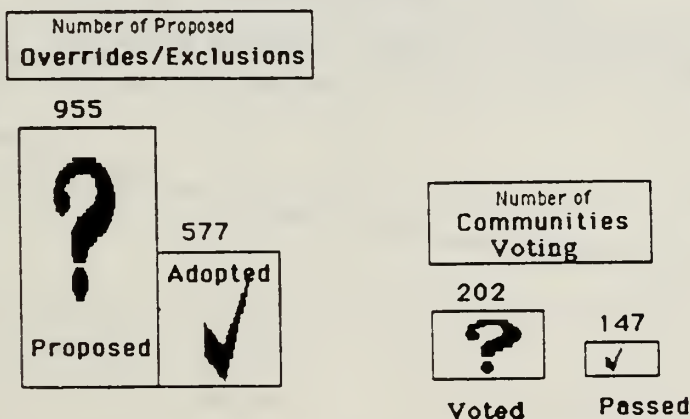 Number of Proposed
Overrides/Exclusions
955
?
577
Adopted
Proposed
Number of
Communities
Voting
202
?
147
Voted
Passed